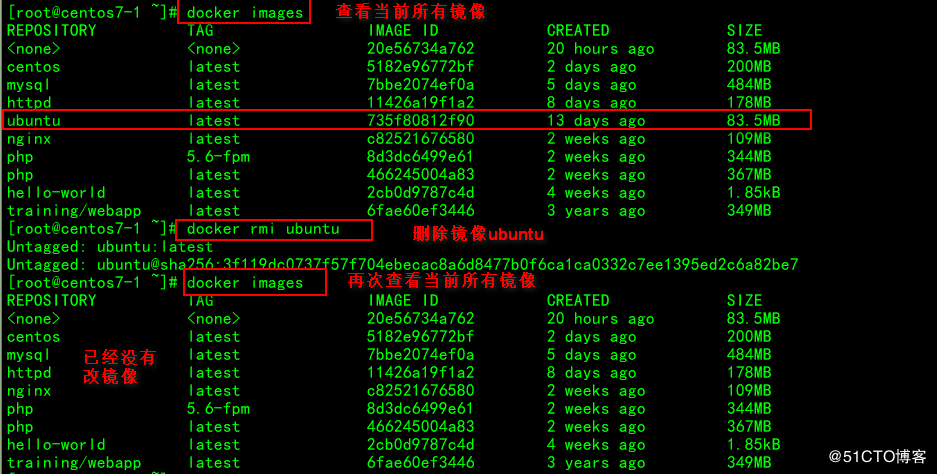 [root@centos7-1 ~]# docker images 查看当前所有镜像
REPOSITORY TAG IMAGE ID CREATED SIZE
<none> <none> 20e56734a762 20 hours ago 83.5MB
centos latest 5182e96772bf 2 days ago 200MB
mysql latest 7bbe2074ef0a 5 days ago 484MB
httpd latest 11426a19f1a2 8 days ago 178MB
ubuntu latest 735f80812f90 13 days ago 83.5MB
nginx latest c82521676580 2 weeks ago 109MB
php 5.6-fpm 8d3dc6499e61 2 weeks ago 344MB
php latest 466245004a83 2 weeks ago 367MB
hello-world latest 2cb0d9787c4d 4 weeks ago 1.85kB
training/webapp latest 6fae60ef3446 3 years ago 349MB
[root@centos7-1 ~]# docker rmi ubuntu 删除镜像ubuntu
Untagged: ubuntu:latest
Untagged: ubuntu@sha256:3f119dc0737f57f704ebecac8a6d8477b0f6ca1ca0332c7ee1395ed2c6a82be7
[root@centos7-1 ~]# docker images 再次查看当前所有镜像
REPOSITORY TAG IMAGE ID CREATED SIZE
<none> <none> 20e56734a762 20 hours ago 83.5MB
centos latest 5182e96772bf 2 days ago 200MB
mysql latest 7bbe2074ef0a 5 days ago 484MB
httpd latest 11426a19f1a2 8 days ago 178MB
nginx latest c82521676580 2 weeks ago 109MB
php 5.6-fpm 8d3dc6499e61 2 weeks ago 344MB
php latest 466245004a83 2 weeks ago 367MB
hello-world latest 2cb0d9787c4d 4 weeks ago 1.85kB
training/webapp latest 6fae60ef3446 3 years ago 349MB
已经没有
改镜像
@51CTO博客